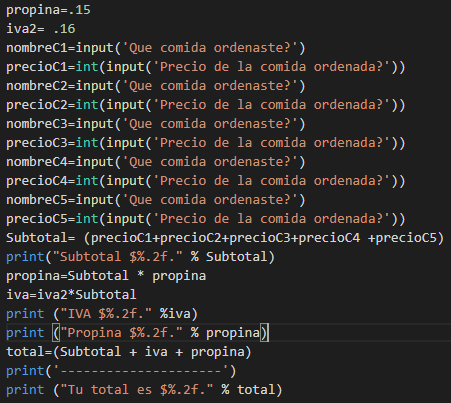 propina=.15
iva2= .16
nombreC1=input('Que comida ordenaste?')
precioC1=int(input('Precio de la comida ordenada?'))
nombreC2=input('Que comida ordenaste?')
precioC2=int(input('Precio de la comida ordenada?'))
nombreC3=input('Que comida ordenaste?')
precioC3=int(input('Precio de la comida ordenada?'))
nombreC4=input('Que comida ordenaste?')
precioC4=int(input('Precio de la comida ordenada?'))
nombreC5=input('Que comida ordenaste?')
precioC5=int(input('Precio de la comida ordenada?'))
Subtotal= (precioC1+precioC2+precioC3+precioC4 +precioC5)
print("Subtotal $%.2f." % Subtotal)
propina=Subtotal * propina
iva=iva2*Subtotal
print ("IVA $%.2f." %iva)
print ("Propina $%.2f." % propina)
total=(Subtotal + iva + propina)
print('---------------------')
print ("Tu total es $%.2f." % total)